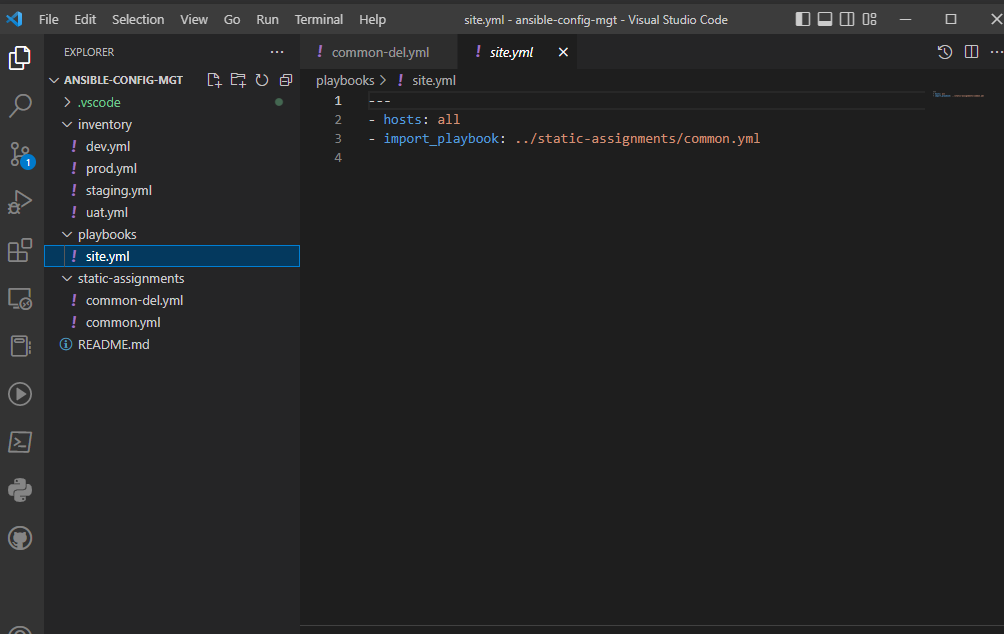 File Edit Selection View Go Run Terminal Help site.yml - ansible-config-mgt - Visual Studio Code
EXPLORER
ANSIBLE-CONFIG-MGT
.vscode
inventory
! dev.yml
! prod.yml
! staging.yml
! uat.yml
playbooks
! site.yml
static-assignments
! common-del.yml
! common.yml
README.md
1
! common-del.yml ! site.yml
playbooks > ! site.yml
1 ---
2 - hosts: all
3 - import_playbook: ../static-assignments/common.yml
4